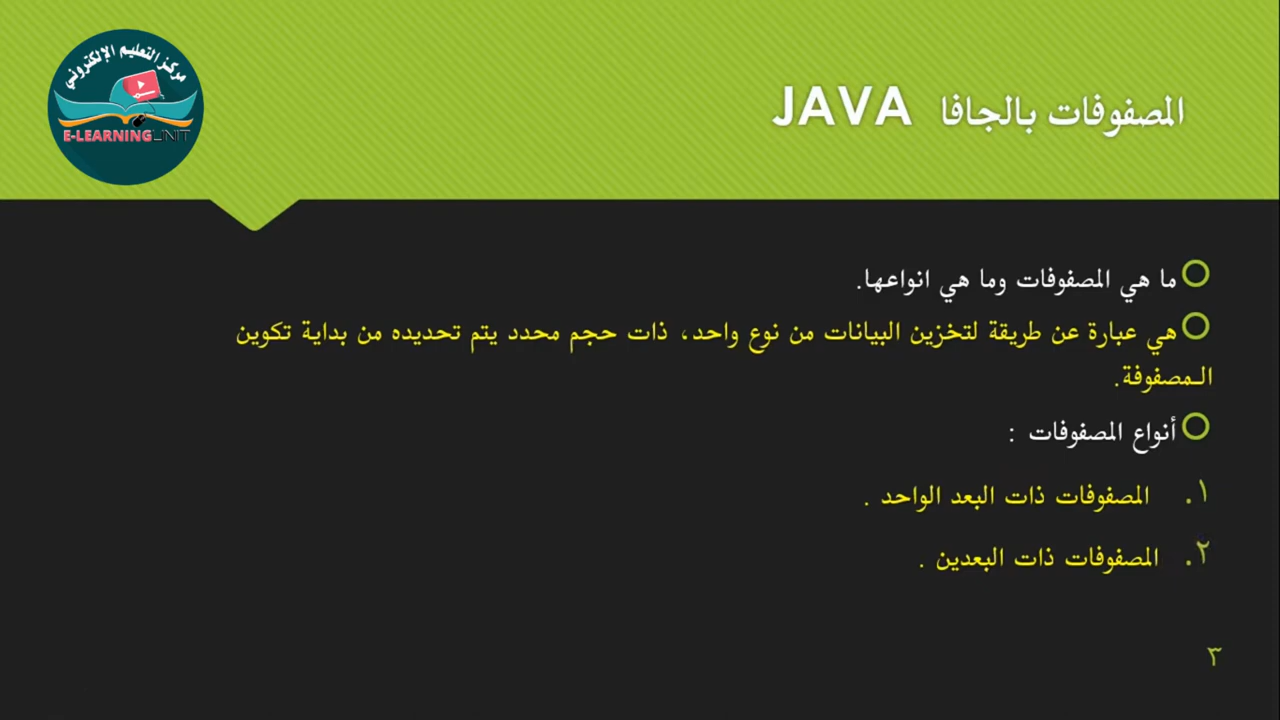 مركز التعليم الإلكتروني
E-LEARNING UNIT
المصفوفات بالجافا JAVA
ما هي المصفوفات وما هي انواعها.
هي عبارة عن طريقة لتخزين البيانات من نوع واحد، ذات حجم محدد يتم تحديده من بداية تكوين
المصفوفة.
أنواع المصفوفات :
١. المصفوفات ذات البعد الواحد .
٢. المصفوفات ذات البعدين .
٣